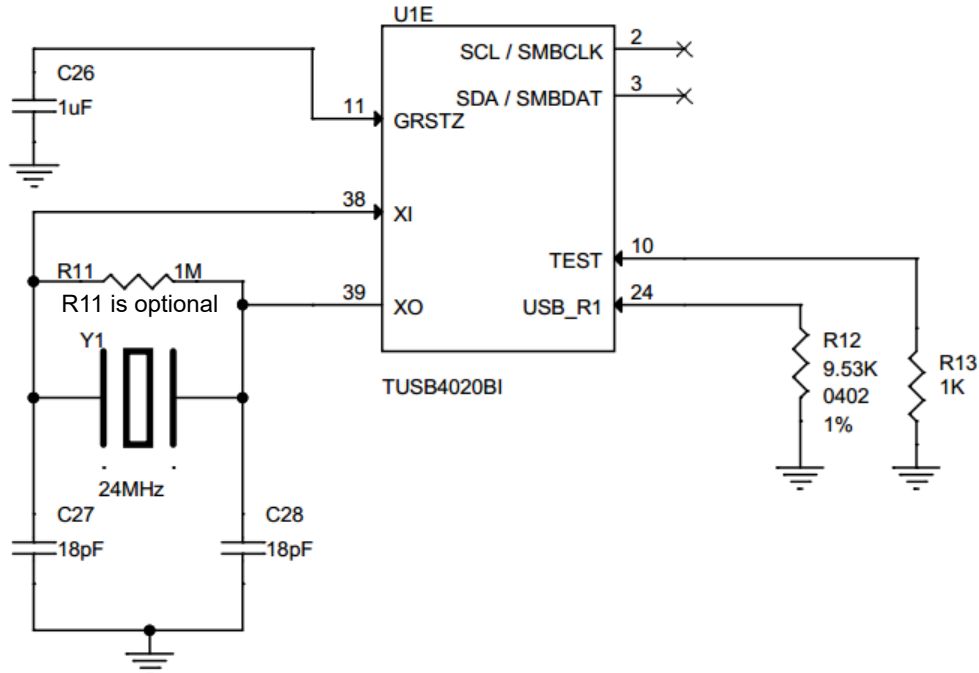 U1E
C26
1uF
11
GRSTZ
SCL / SMBCLK
2
SDA / SMBDAT
3
38
XI
R11
1M
R11 is optional
39
XO
TEST
10
USB_R1
24
Y1
24MHz
TUSB4020BI
R12
9.53K
0402
1%
R13
1K
C27
18pF
C28
18pF